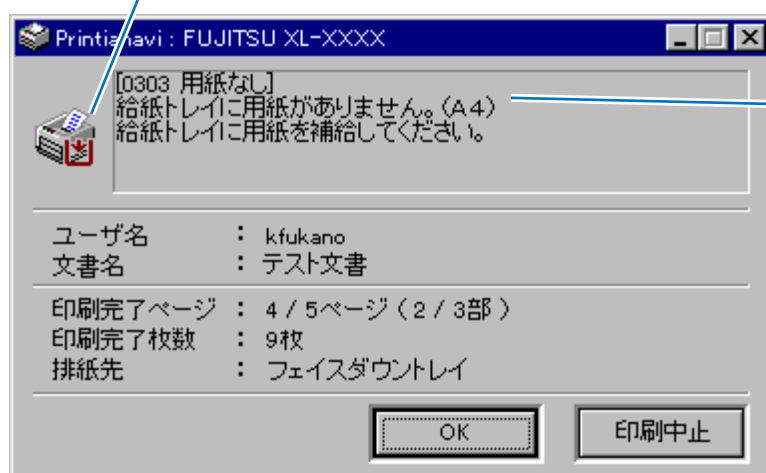 Printianavi : FUJITSU XL-XXXX
[0303 用紙なし]
給紙トレイに用紙がありません。(A4)
給紙トレイに用紙を補給してください。
ユーザ名 : kfukano
文書名 : テスト文書
印刷完了ページ : 4 / 5ページ ( 2 / 3部 )
印刷完了枚数 : 9枚
排紙先 : フェイスダウントレイ
OK 印刷中止